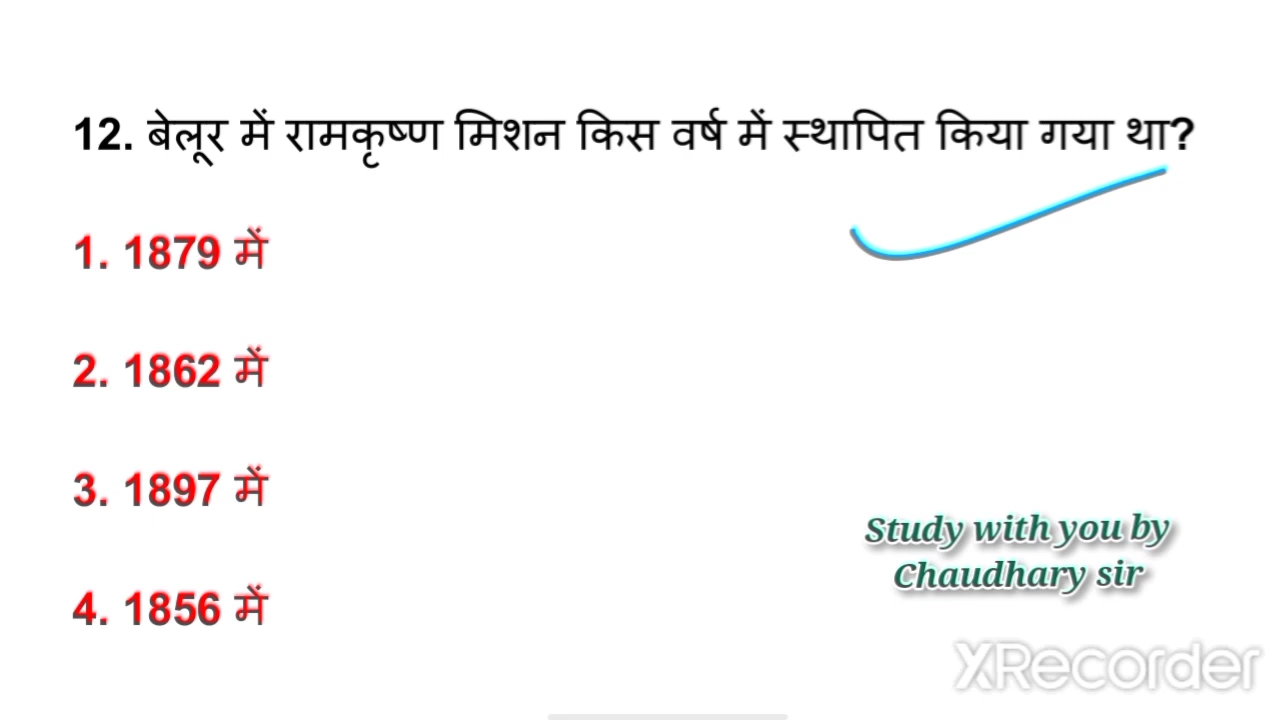 12. बेलूर में रामकृष्ण मिशन किस वर्ष में स्थापित किया गया था?
1. 1879 में
2. 1862 में
3. 1897 में
4. 1856 में
Study with you by
Chaudhary sir
XRecorder